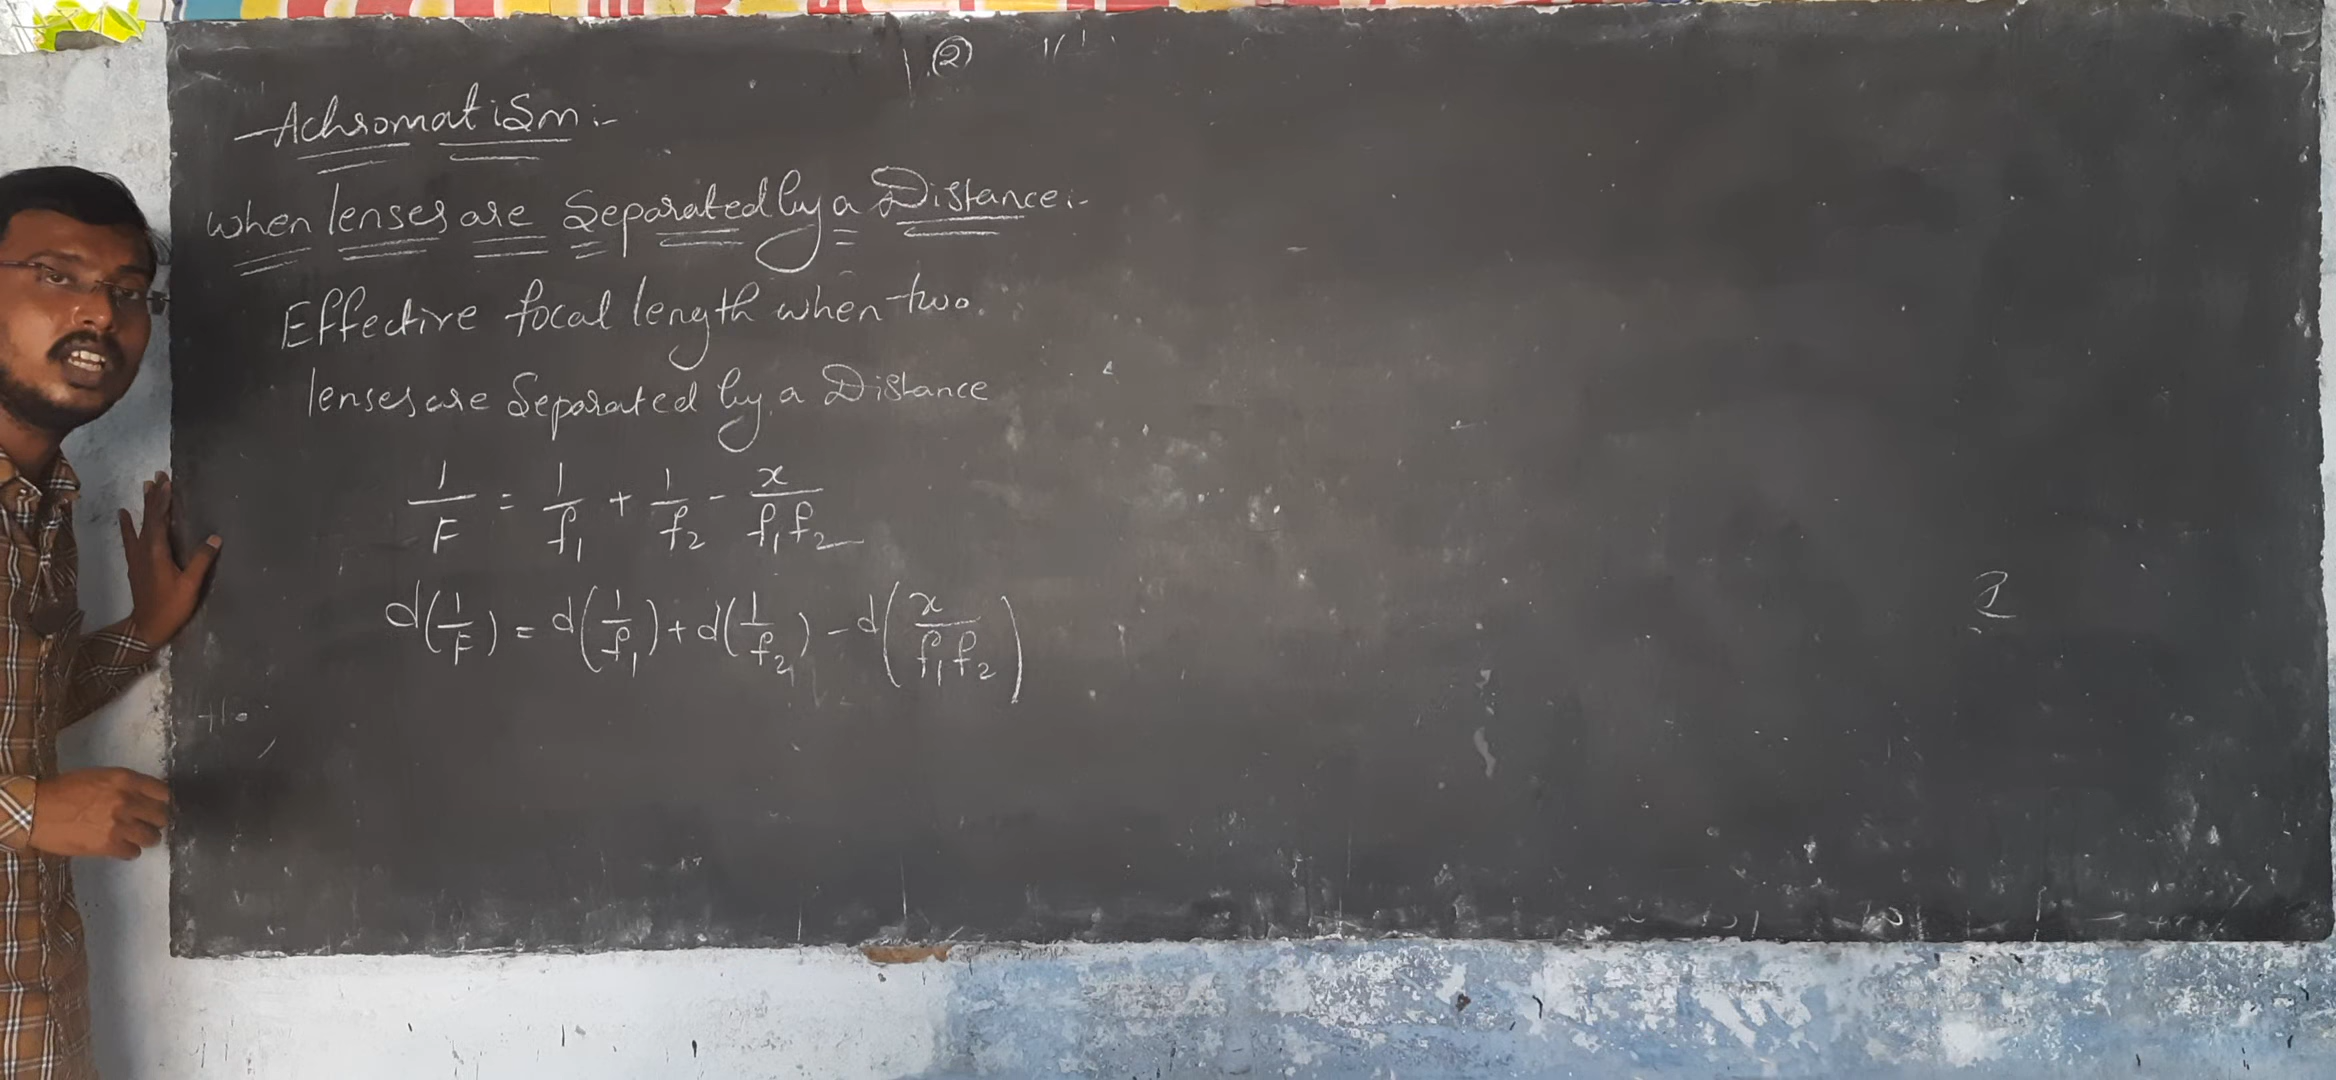 ②
Achromatism:-
when lenses are Separated by a Distance:-
Effective focal length when two
lenses are Separated by a Distance
1/F = 1/f₁ + 1/f₂ - x/f₁f₂
d(1/F) = d(1/f₁) + d(1/f₂) - d(x/f₁f₂)